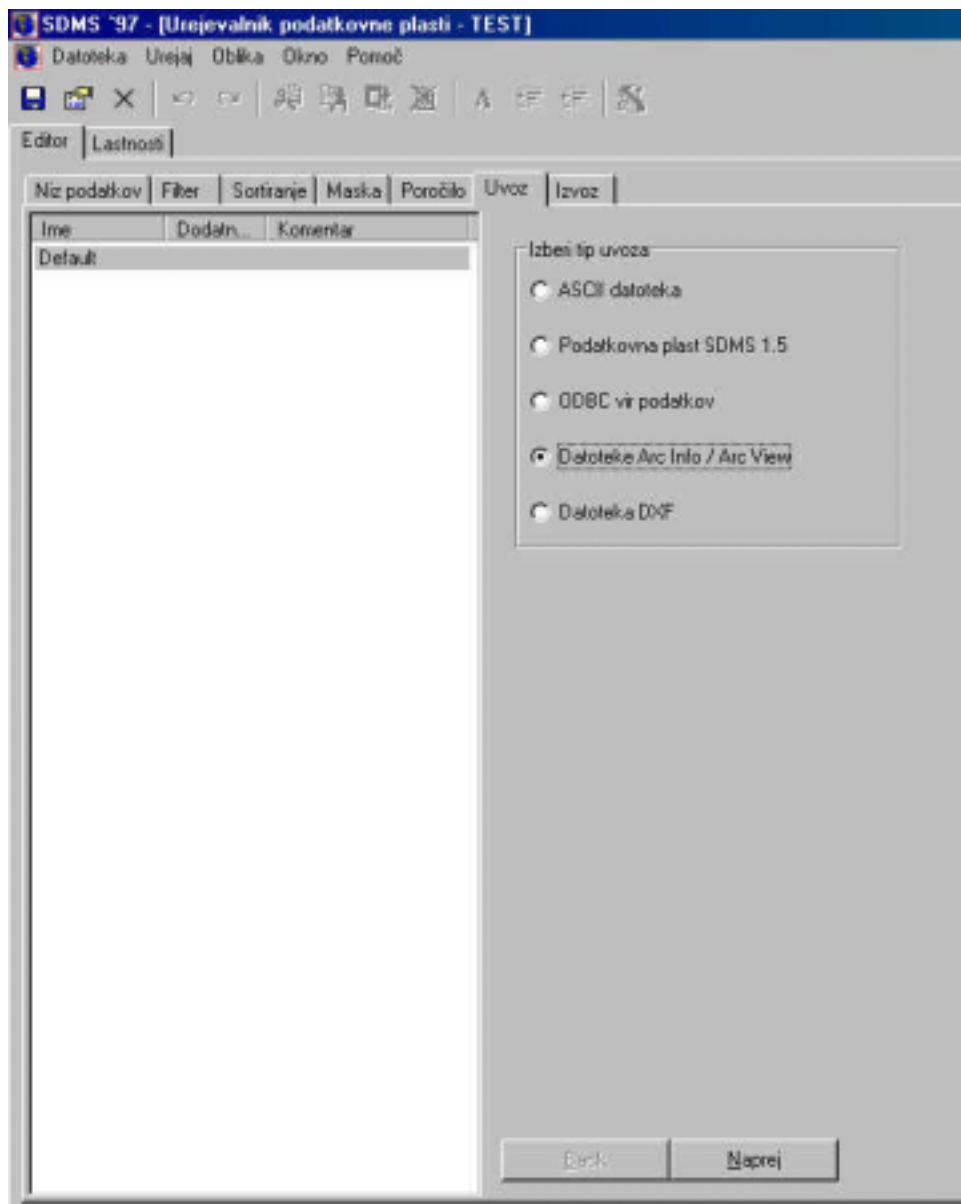 SDMS '97 - [Urejevalnik podatkovne plasti - TEST]
Datoteka Urejaj Oblika Okno Pomoč
Editor Lastnosti
Niz podatkov Filter Sortiranje Maska Poročilo Uvoz Izvoz
Ime Dodatn... Komentar
Default
Izberi tip uvoza
ASCII datoteka
Podatkovna plast SDMS 1.5
ODBC vir podatkov
Datoteke Arc Info / Arc View
Datoteka DXF
Back Naprej